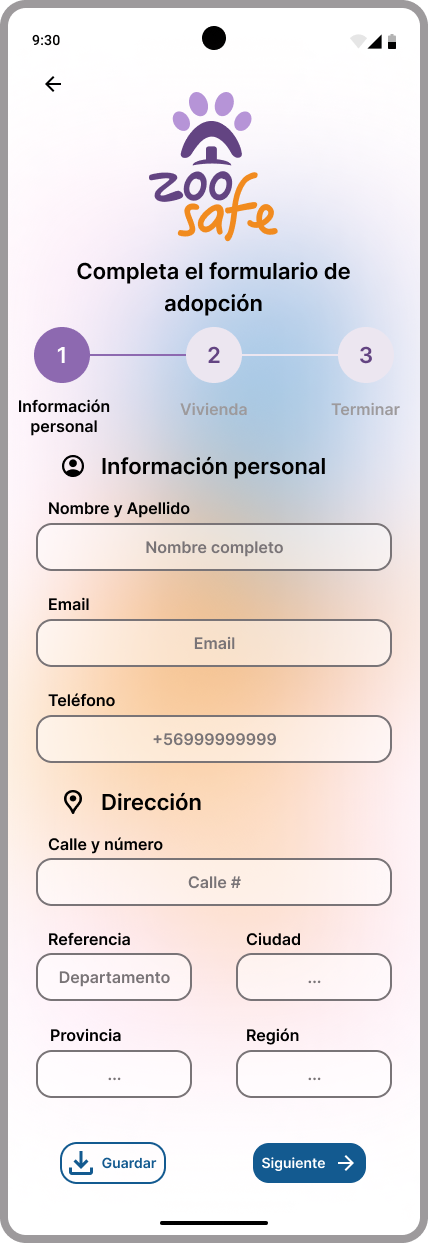 9:30
zoo
safe
Completa el formulario de
adopción
1 2 3
Información
personal
Vivienda
Terminar
Información personal
Nombre y Apellido
Nombre completo
Email
Email
Teléfono
+56999999999
Dirección
Calle y número
Calle #
Referencia Ciudad
Departamento ...
Provincia Región
... ...
Guardar Siguiente